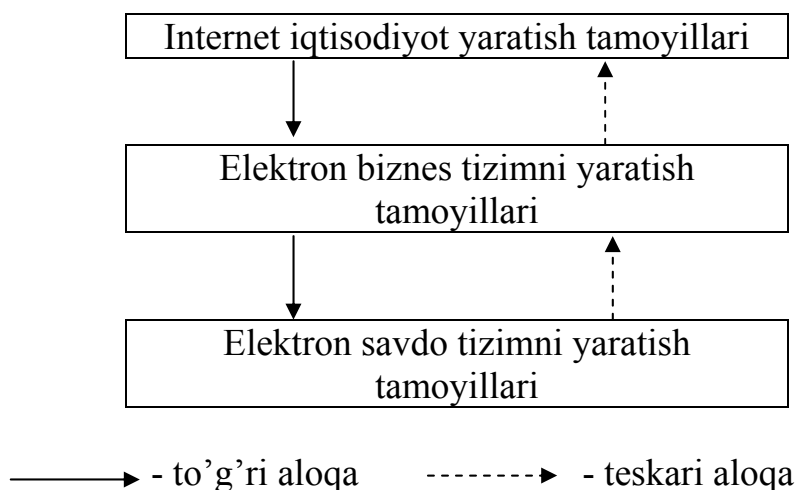 Internet iqtisodiyot yaratish tamoyillari
Elektron biznes tizimni yaratish
tamoyillari
Elektron savdo tizimni yaratish
tamoyillari
- to’g’ri aloqa - teskari aloqa